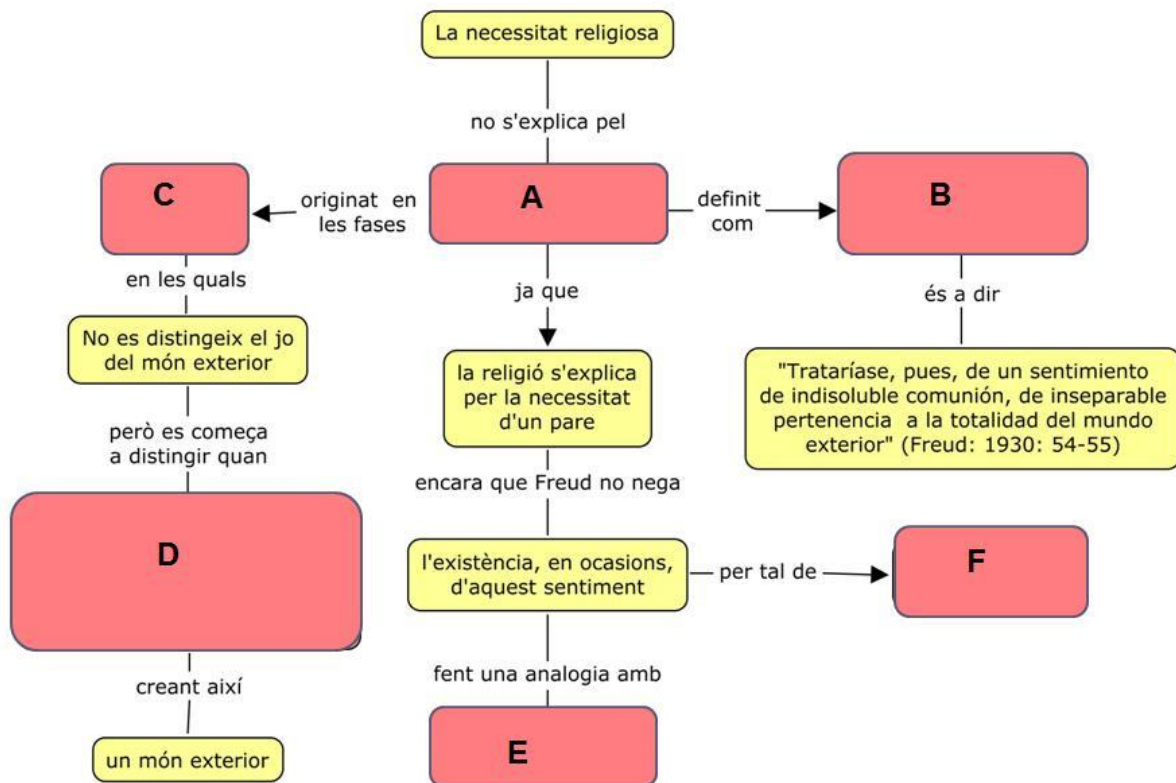 La necessitat religiosa
no s'explica pel
C
originat en
les fases
A
definit
com
B
en les quals
ja que
és a dir
No es distingeix el jo
del món exterior
la religió s'explica
per la necessitat
d'un pare
"Trataríase, pues, de un sentimiento
de indisoluble comunión, de inseparable
pertenencia a la totalidad del mundo
exterior" (Freud: 1930: 54-55)
però es comença
a distingir quan
encara que Freud no nega
D
l'existència, en ocasions,
d'aquest sentiment
per tal de
F
creant així
fent una analogia amb
un món exterior
E